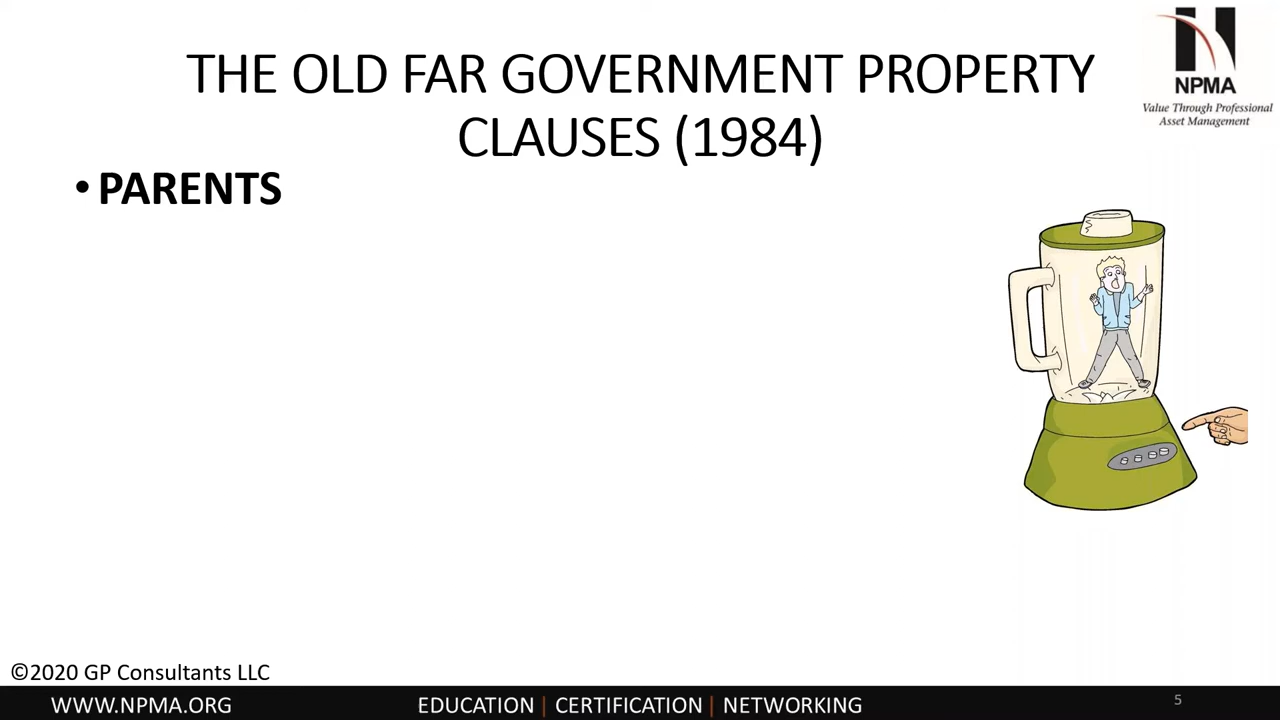 THE OLD FAR GOVERNMENT PROPERTY
CLAUSES (1984)
NPMA
Value Through Professional
Asset Management
• PARENTS
©2020 GP Consultants LLC
WWW.NPMA.ORG
EDUCATION | CERTIFICATION | NETWORKING
5